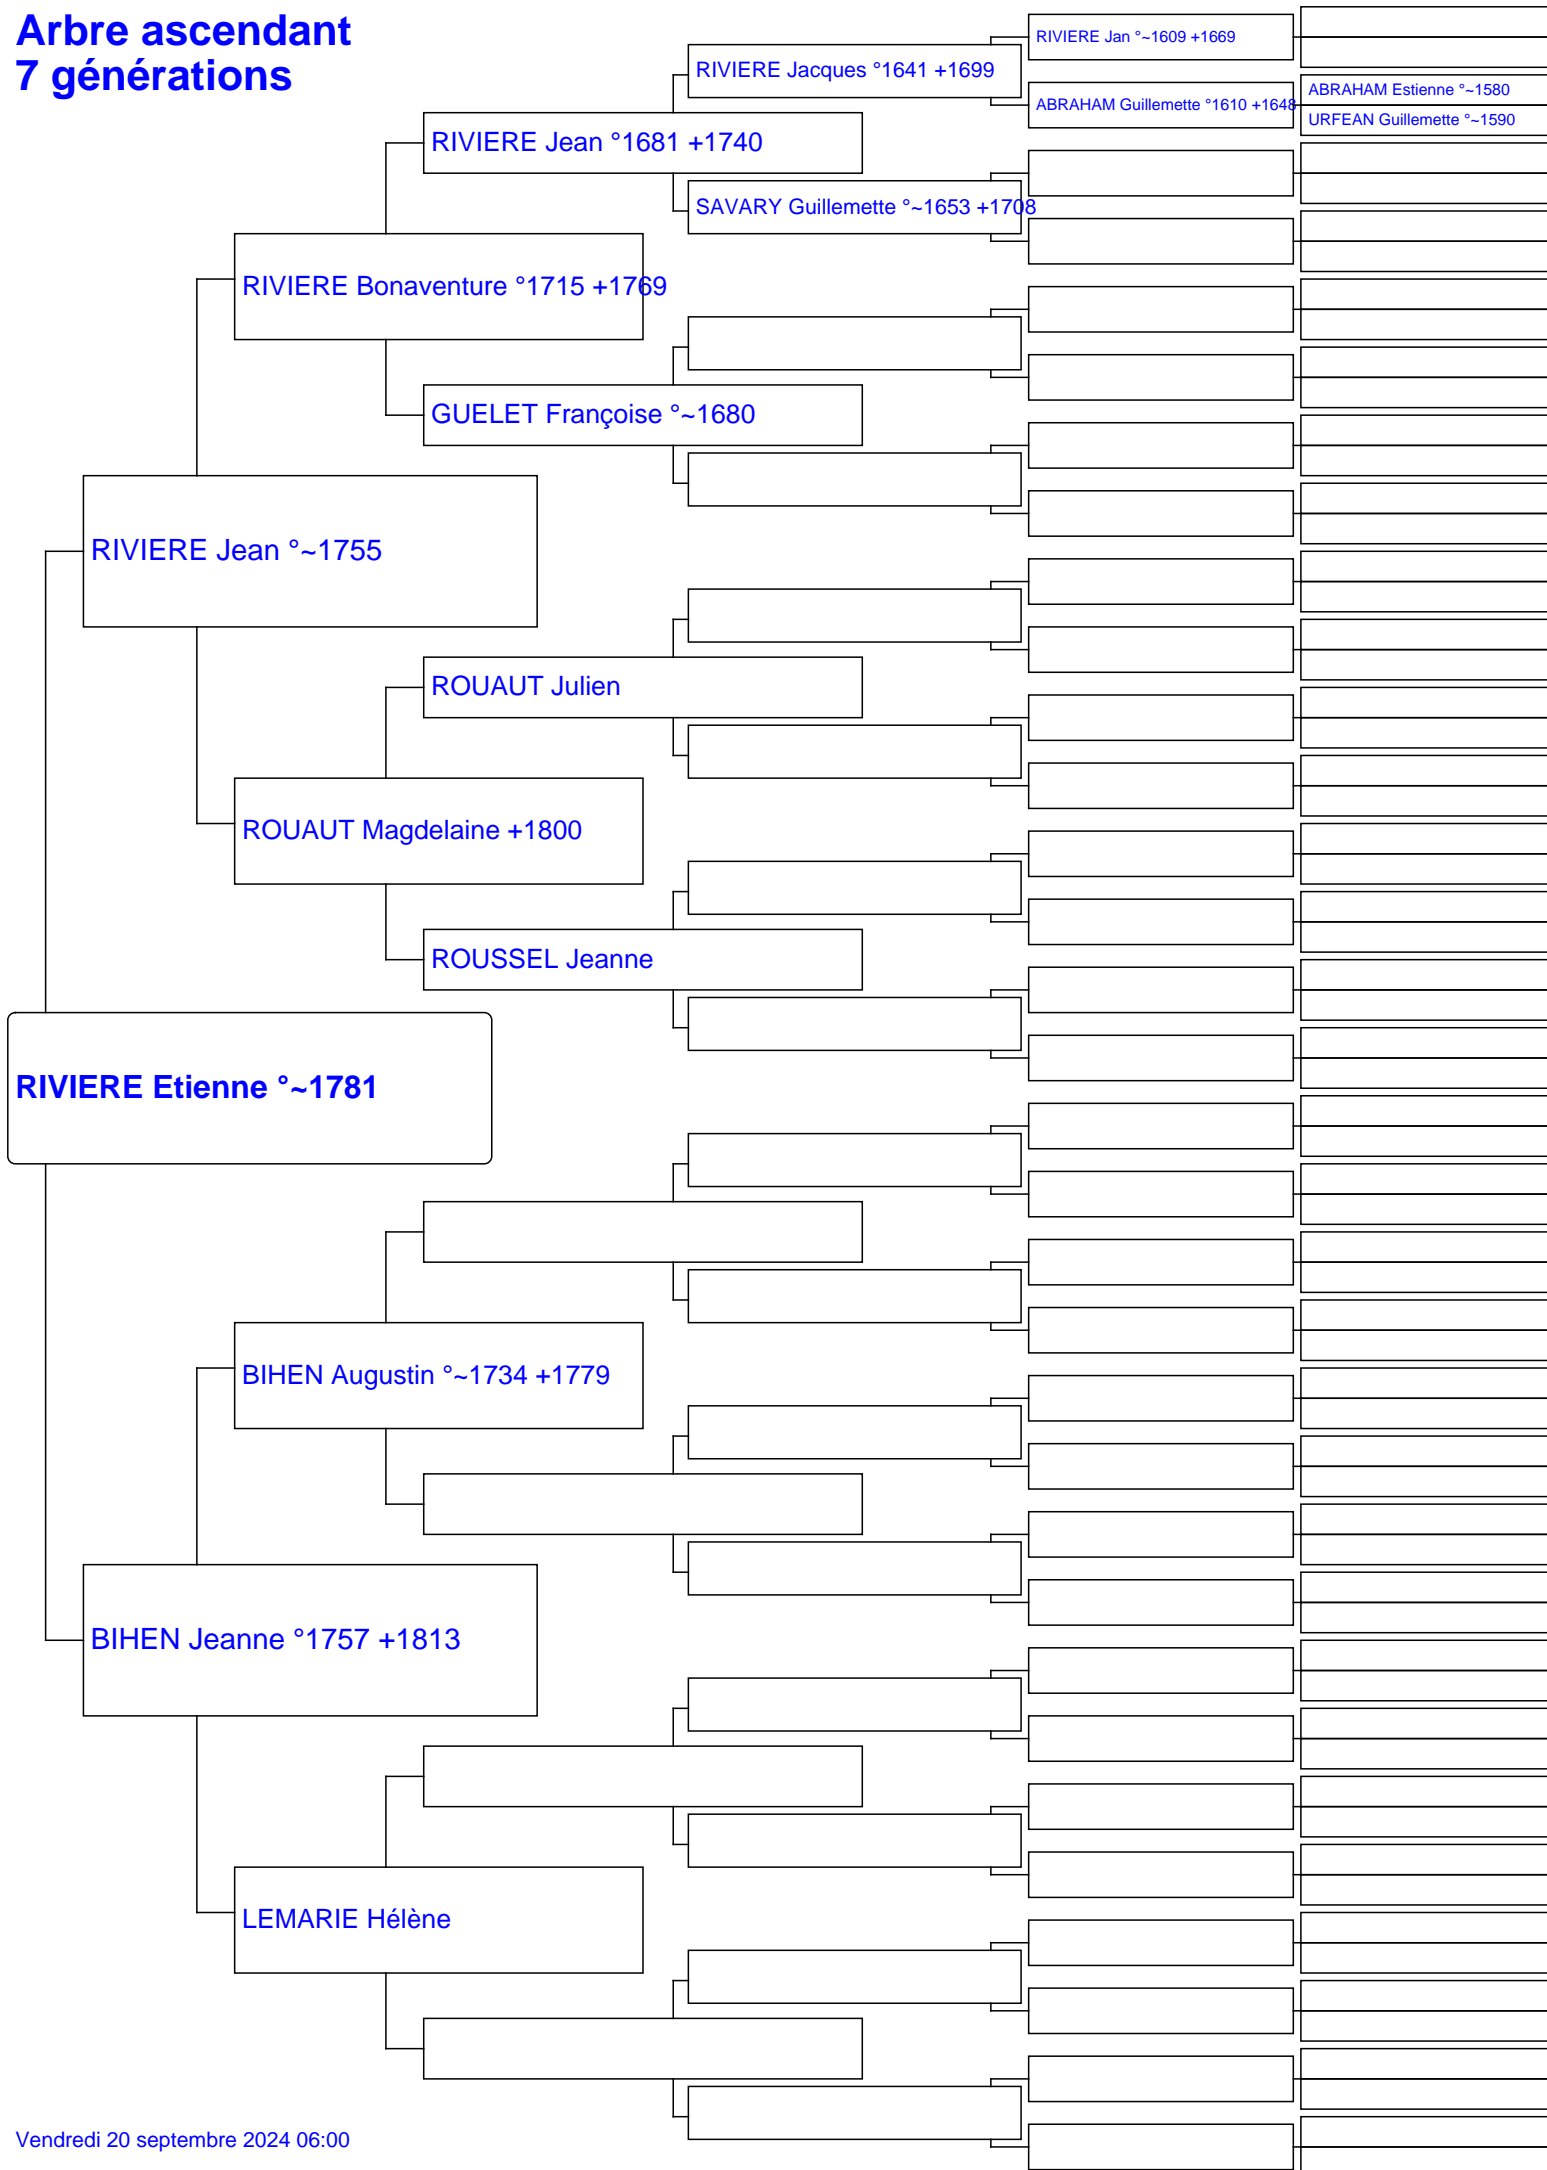 Arbre ascendant
7 générations
RIVIERE Jan °~1609 +1669
RIVIERE Jacques °1641 +1699
ABRAHAM Estienne °~1580
ABRAHAM Guillemette °1610 +1648
URFEAN Guillemette °~1590
RIVIERE Jean °1681 +1740
SAVARY Guillemette °~1653 +1708
RIVIERE Bonaventure °1715 +1769
GUELET Françoise °~1680
RIVIERE Jean °~1755
ROUAUT Julien
ROUAUT Magdelaine +1800
ROUSSEL Jeanne
RIVIERE Etienne °~1781
BIHEN Augustin °~1734 +1779
BIHEN Jeanne °1757 +1813
LEMARIE Hélène
Vendredi 20 septembre 2024 06:00